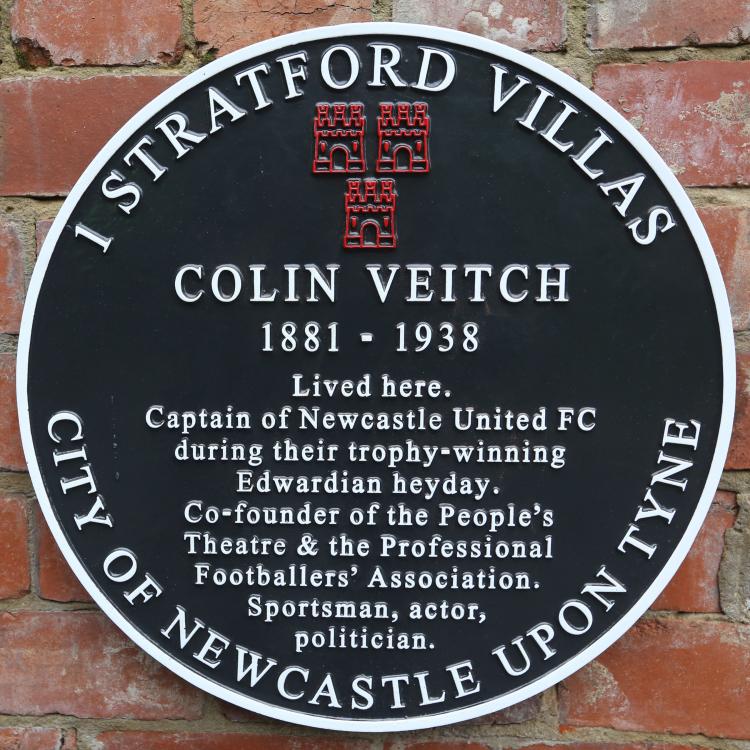 1 STRATFORD VILLAS
COLIN VEITCH
1881 - 1938
Lived here.
Captain of Newcastle United FC
during their trophy-winning
Edwardian heyday.
Co-founder of the People's
Theatre & the Professional
Footballers' Association.
Sportsman, actor,
politician.
CITY OF NEWCASTLE UPON TYNE